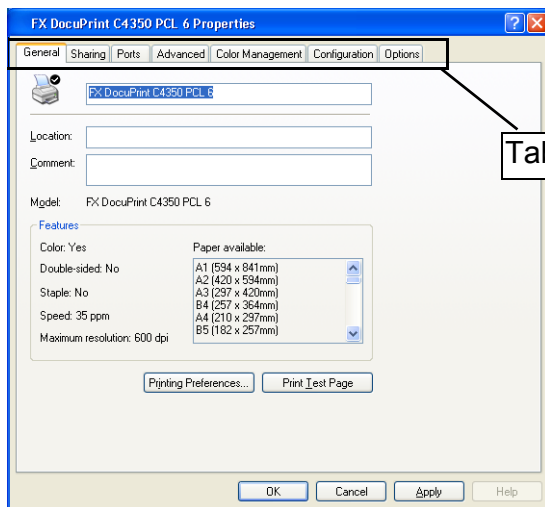 FX DocuPrint C4350 PCL 6 Properties
General Sharing Ports Advanced Color Management Configuration Options
FX DocuPrint C4350 PCL 6
Location:
Comment:
Model: FX DocuPrint C4350 PCL 6
Features
Color: Yes
Double-sided: No
Staple: No
Speed: 35 ppm
Maximum resolution: 600 dpi
Paper available:
A1 (594 x 841mm)
A2 (420 x 594mm)
A3 (297 x 420mm)
B4 (257 x 364mm)
A4 (210 x 297mm)
B5 (182 x 257mm)
Printing Preferences... Print Test Page
OK Cancel Apply Help